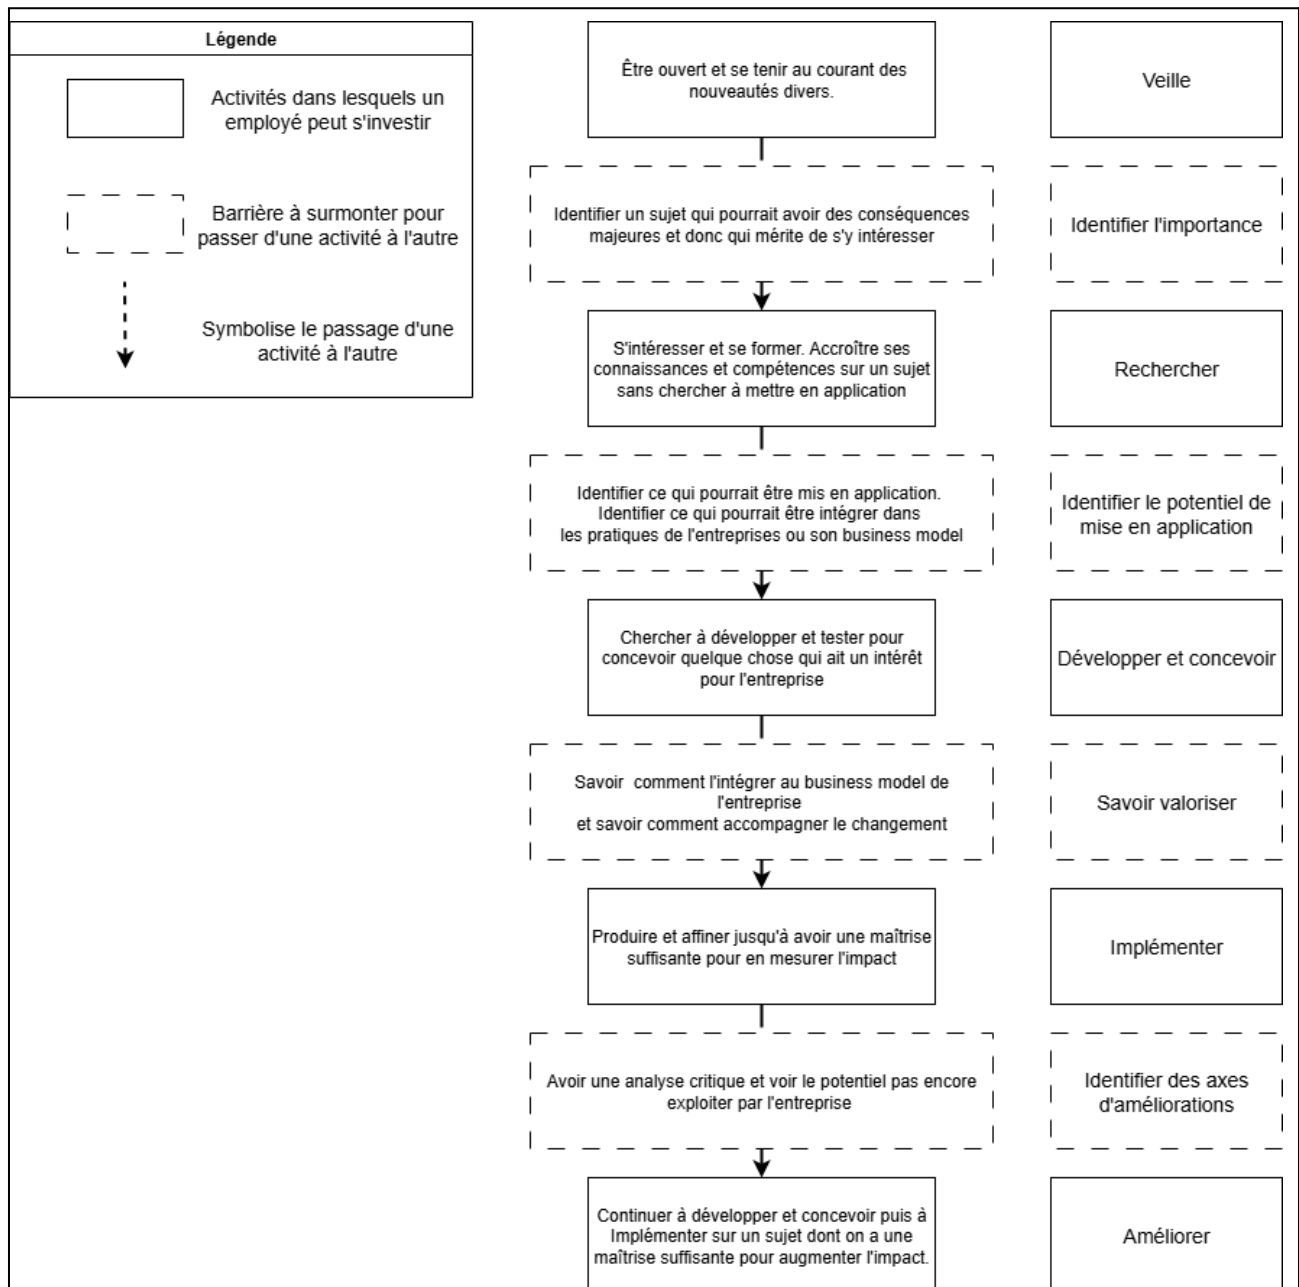 Légende
Activités dans lesquels un
employé peut s'investir
Barrière à surmonter pour
passer d'une activité à l'autre
Symbolise le passage d'une
activité à l'autre
Être ouvert et se tenir au courant des
nouveautés divers.
Veille
Identifier un sujet qui pourrait avoir des conséquences
majeures et donc qui mérite de s'y intéresser
Identifier l'importance
S'intéresser et se former. Accroître ses
connaissances et compétences sur un sujet
sans chercher à mettre en application
Rechercher
Identifier ce qui pourrait être mis en application.
Identifier ce qui pourrait être intégrer dans
les pratiques de l'entreprises ou son business model
Identifier le potentiel de
mise en application
Chercher à développer et tester pour
concevoir quelque chose qui ait un intérêt
pour l'entreprise
Développer et concevoir
Savoir comment l'intégrer au business model de
l'entreprise
et savoir comment accompagner le changement
Savoir valoriser
Produire et affiner jusqu'à avoir une maîtrise
suffisante pour en mesurer l'impact
Implémenter
Avoir une analyse critique et voir le potentiel pas encore
exploiter par l'entreprise
Identifier des axes
d'améliorations
Continuer à développer et concevoir puis à
Implémenter sur un sujet dont on a une
maîtrise suffisante pour augmenter l'impact.
Améliorer